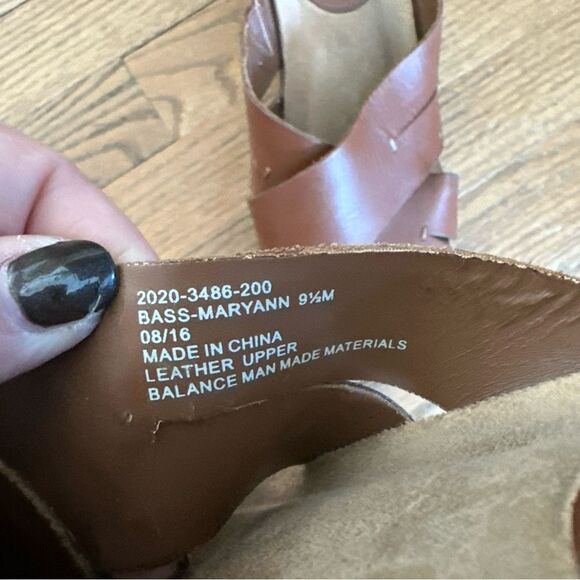 2020-3486-200
BASS-MARYANN 9½M
08/16
MADE IN CHINA
LEATHER UPPER
BALANCE MAN MADE MATERIALS